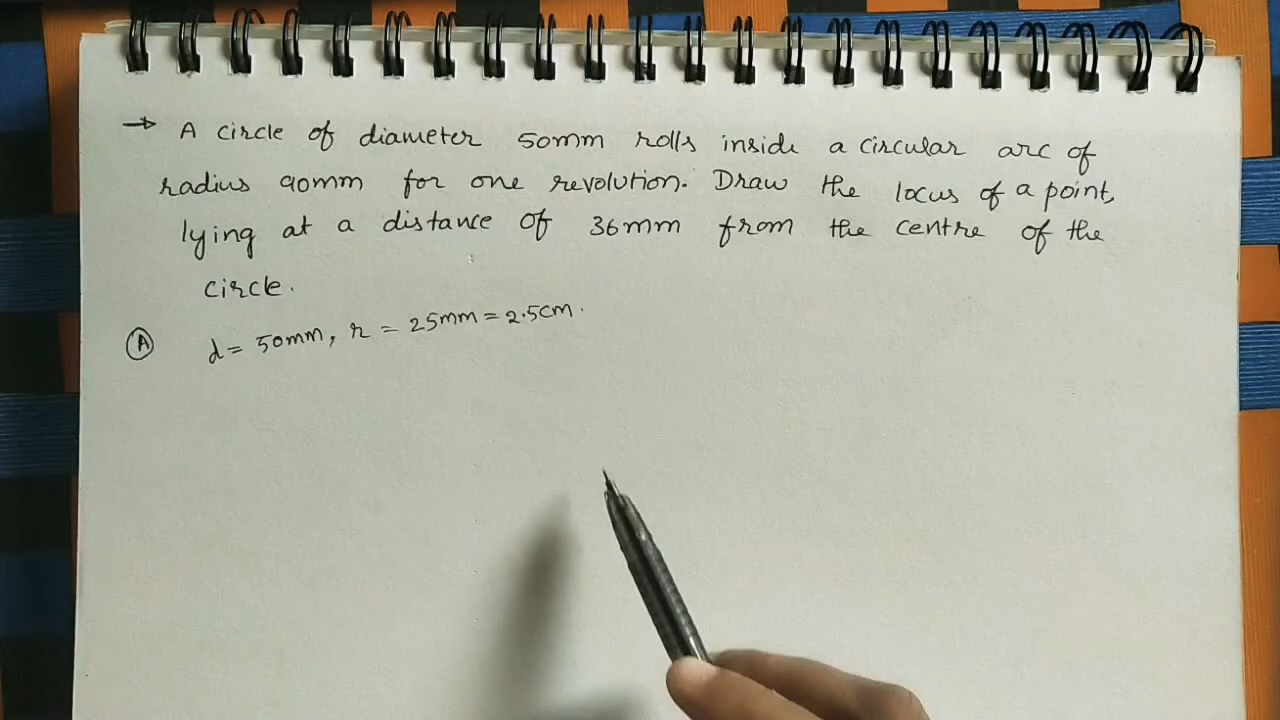 → A circle of diameter 50mm rolls inside a circular arc of
radius 90mm for one revolution. Draw the locus of a point,
lying at a distance of 36mm from the centre of the
circle.
(A) d = 50mm, r = 25mm = 2.5cm.